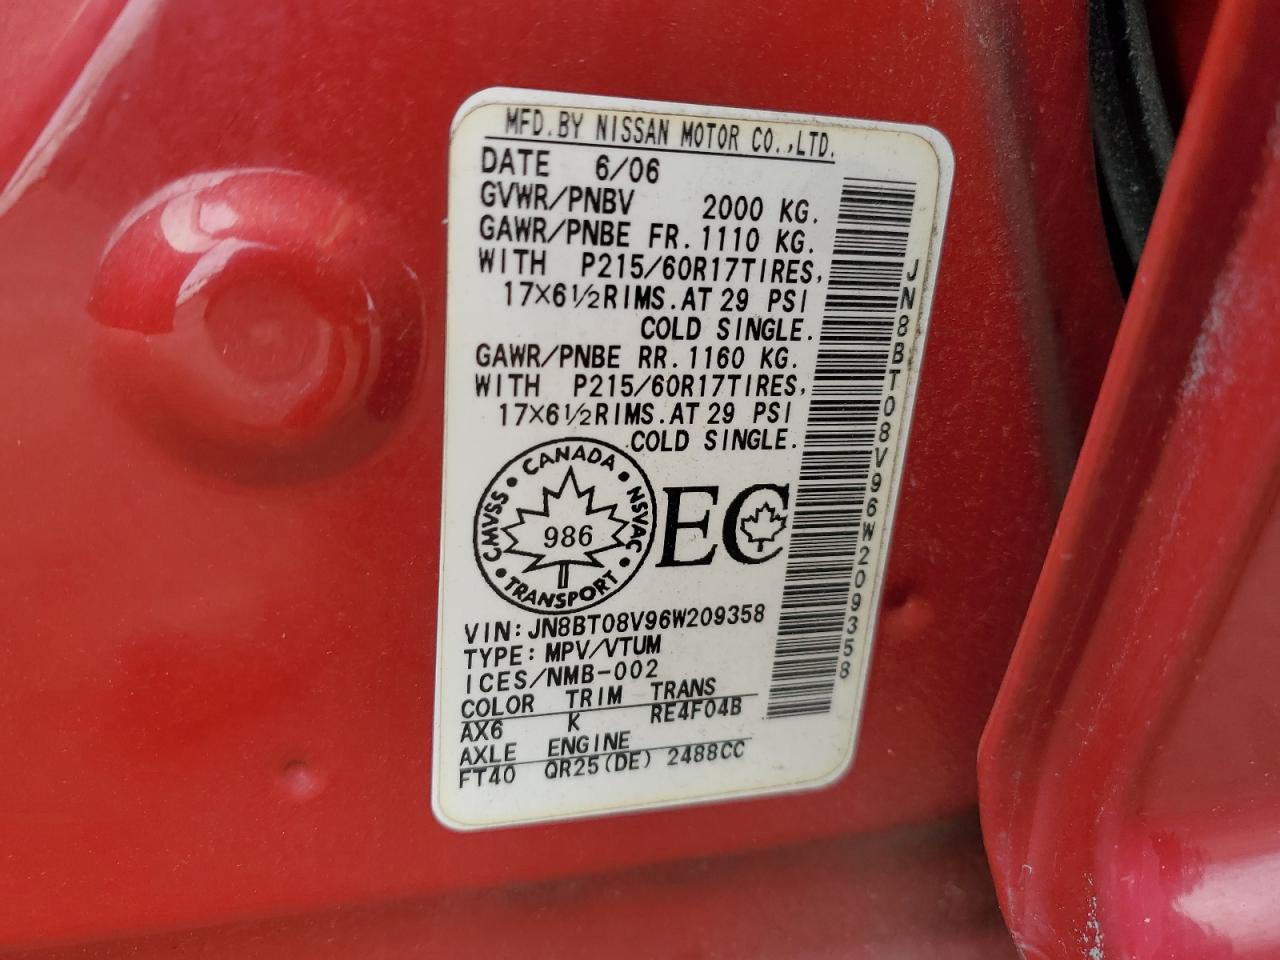 MFD.BY NISSAN MOTOR CO.,LTD.
DATE 6/06
GVWR/PNBV 2000 KG.
GAWR/PNBE FR.1110 KG.
WITH P215/60R17TIRES,
17×6½RIMS.AT 29 PSI
COLD SINGLE.
GAWR/PNBE RR.1160 KG.
WITH P215/60R17TIRES,
17×6½RIMS.AT 29 PSI
COLD SINGLE.
CMVSS • CANADA • NSVAC • TRANSPORT •
986
EC
VIN:JN8BT08V96W209358
TYPE:MPV/VTUM
ICES/NMB-002
COLOR TRIM TRANS
AX6 K RE4F04B
AXLE ENGINE
FT40 QR25(DE) 2488CC
JN8BT08V96W209358